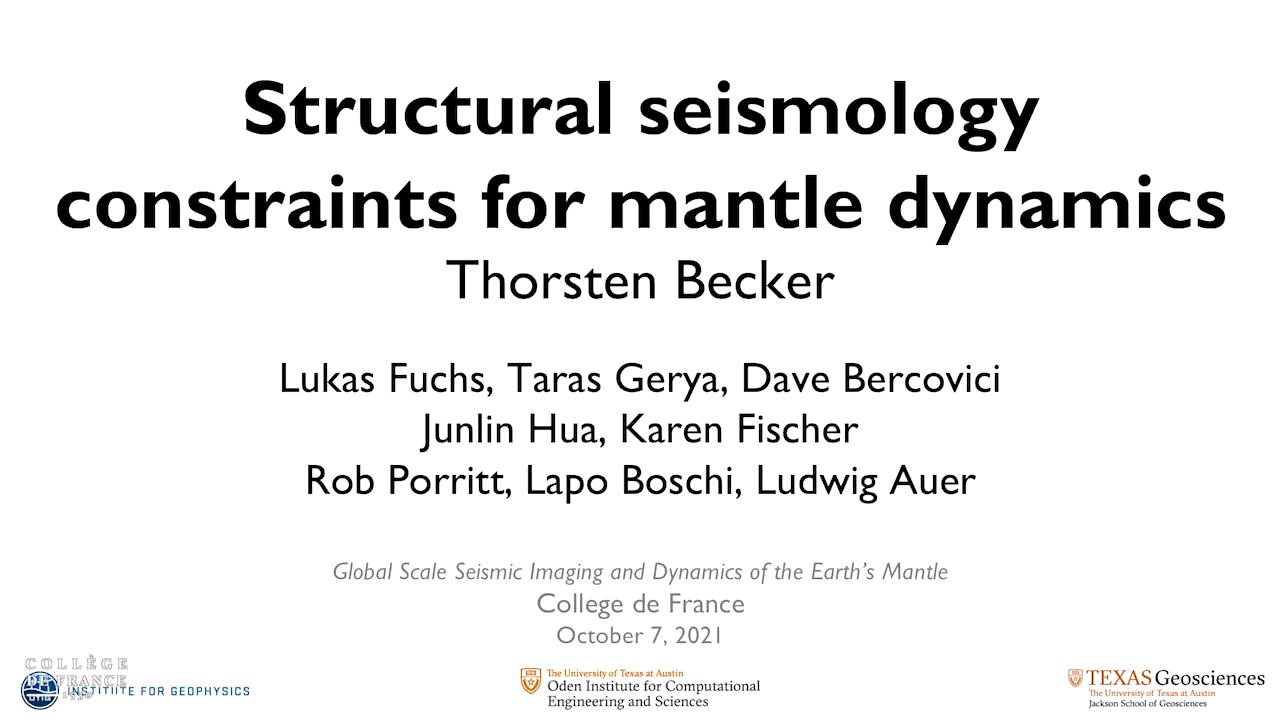 Structural seismology
constraints for mantle dynamics
Thorsten Becker
Lukas Fuchs, Taras Gerya, Dave Bercovici
Junlin Hua, Karen Fischer
Rob Porritt, Lapo Boschi, Ludwig Auer
Global Scale Seismic Imaging and Dynamics of the Earth's Mantle
College de France
October 7, 2021
COLLÈGE
DE FRANCE
1530
UTIG
INSTITUTE FOR GEOPHYSICS
The University of Texas at Austin
Oden Institute for Computational
Engineering and Sciences
TEXAS Geosciences
The University of Texas at Austin
Jackson School of Geosciences